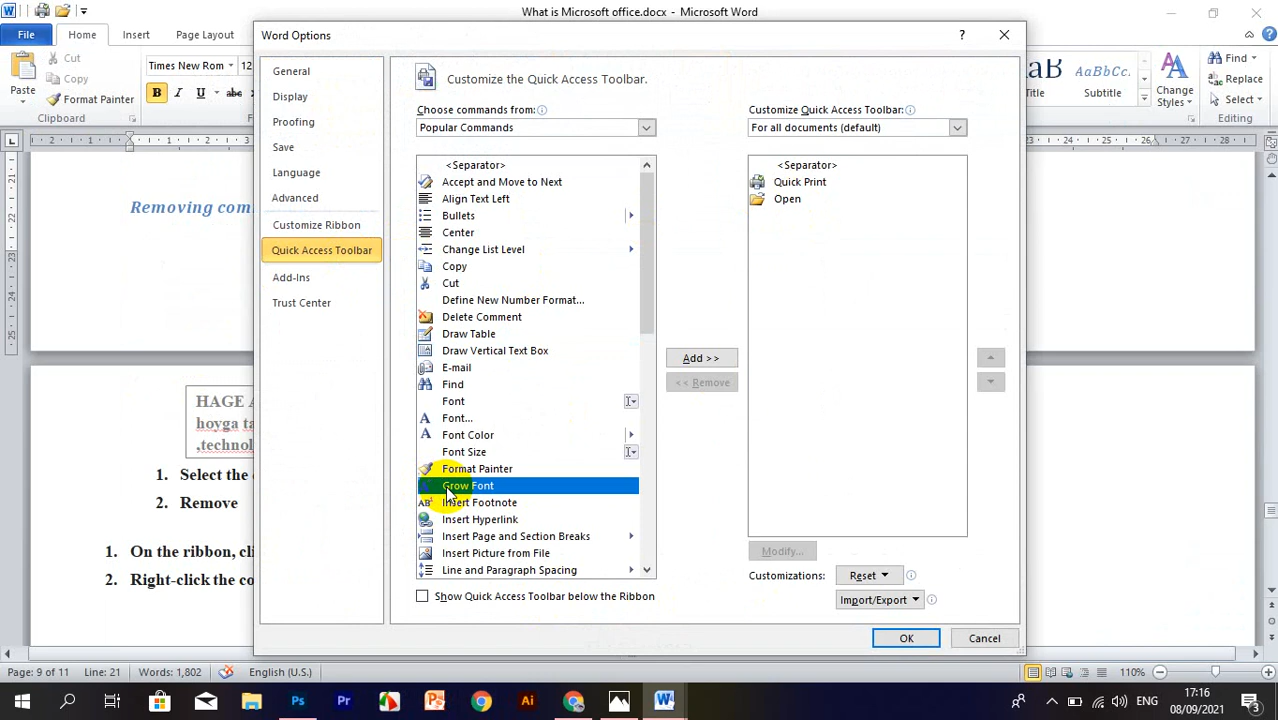 What is Microsoft office.docx - Microsoft Word
File
Home
Insert
Page Layout
Paste
Cut
Copy
Format Painter
Clipboard
Times New Rom
12
B I U abc
AaBbCc
Title
Subtitle
Change
Styles
Find
Replace
Select
Editing
Removing com
HAGE A
hoyga ta
,technol
1. Select the
2. Remove
1. On the ribbon, cli
2. Right-click the co
Word Options
General
Display
Proofing
Save
Language
Advanced
Customize Ribbon
Quick Access Toolbar
Add-Ins
Trust Center
Customize the Quick Access Toolbar.
Choose commands from:
Popular Commands
<Separator>
Accept and Move to Next
Align Text Left
Bullets
Center
Change List Level
Copy
Cut
Define New Number Format...
Delete Comment
Draw Table
Draw Vertical Text Box
E-mail
Find
Font
Font...
Font Color
Font Size
Format Painter
Grow Font
Insert Footnote
Insert Hyperlink
Insert Page and Section Breaks
Insert Picture from File
Line and Paragraph Spacing
Show Quick Access Toolbar below the Ribbon
Add >>
<< Remove
Customize Quick Access Toolbar:
For all documents (default)
<Separator>
Quick Print
Open
Modify...
Customizations:
Reset
Import/Export
OK
Cancel
Page: 9 of 11
Line: 21
Words: 1,802
English (U.S.)
110%
ENG
17:16
08/09/2021